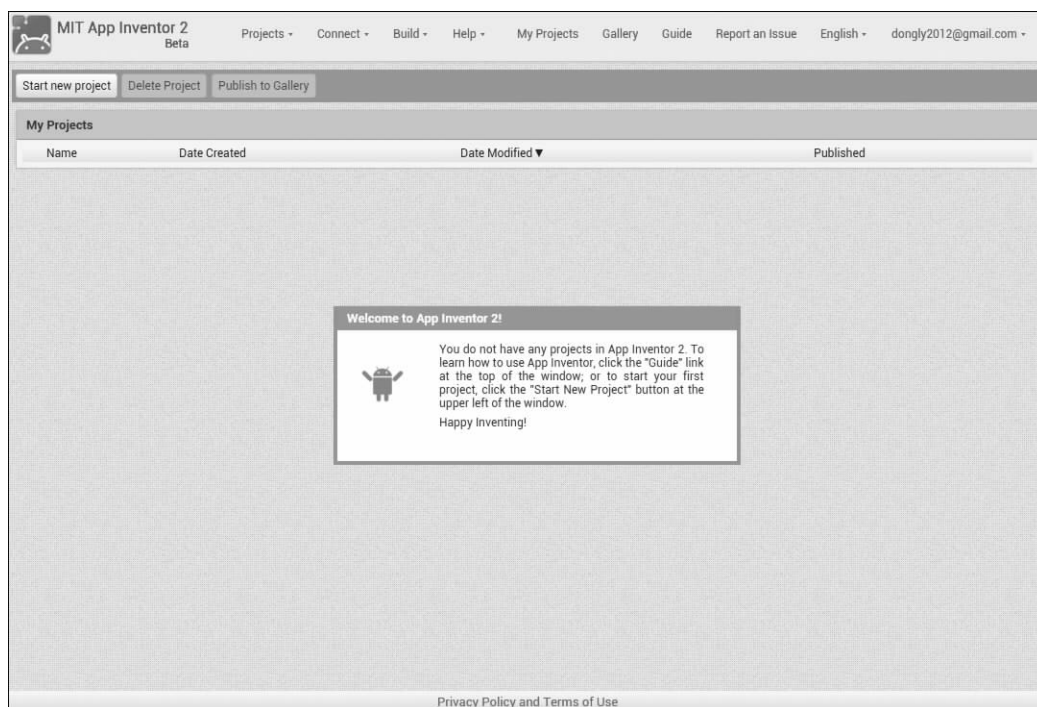 MIT App Inventor 2
Beta
Projects Connect Build Help My Projects Gallery Guide Report an Issue English dongly2012@gmail.com
Start new project Delete Project Publish to Gallery
My Projects
Name Date Created Date Modified▼ Published
Welcome to App Inventor 2!
You do not have any projects in App Inventor 2. To
learn how to use App Inventor, click the "Guide" link
at the top of the window; or to start your first
project, click the "Start New Project" button at the
upper left of the window.
Happy Inventing!
Privacy Policy and Terms of Use